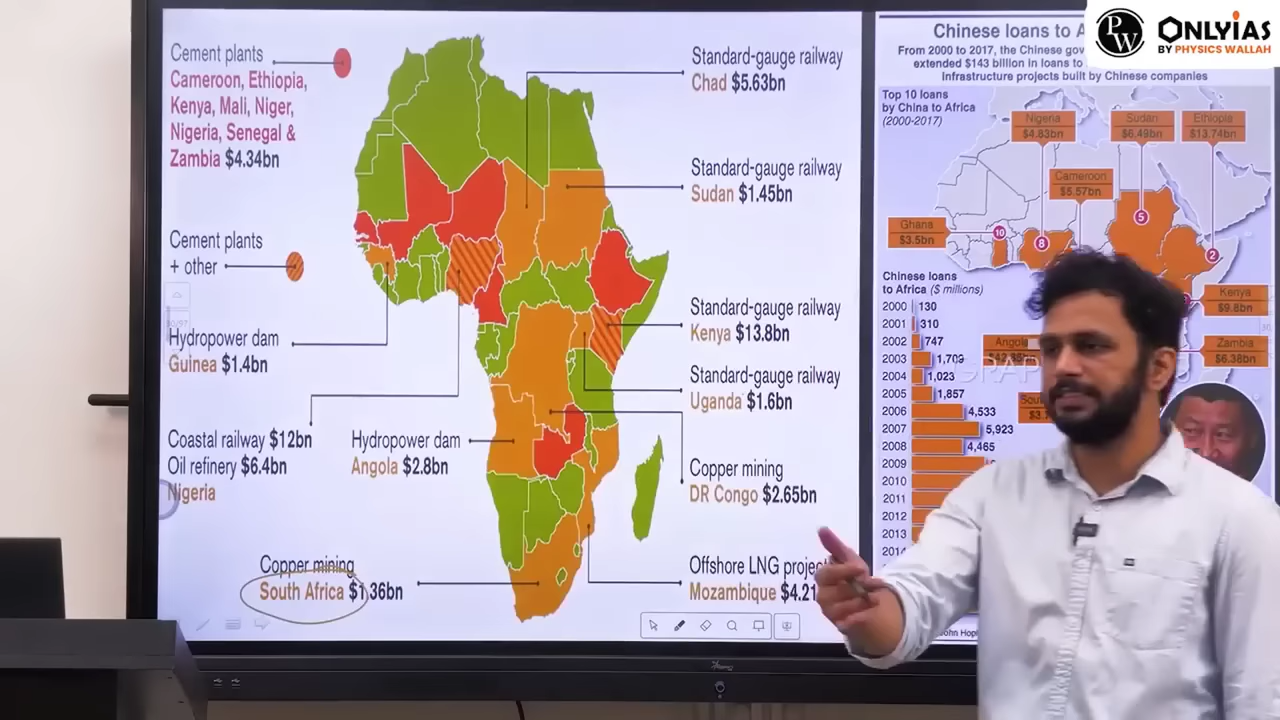 Cement plants
Cameroon, Ethiopia,
Kenya, Mali, Niger,
Nigeria, Senegal &
Zambia $4.34bn
Cement plants
+ other
Hydropower dam
Guinea $1.4bn
Coastal railway $12bn
Oil refinery $6.4bn
Nigeria
Hydropower dam
Angola $2.8bn
Copper mining
South Africa $1.36bn
Standard-gauge railway
Chad $5.63bn
Standard-gauge railway
Sudan $1.45bn
Standard-gauge railway
Kenya $13.8bn
Standard-gauge railway
Uganda $1.6bn
Copper mining
DR Congo $2.65bn
Offshore LNG project
Mozambique $4.21
Chinese loans to A
From 2000 to 2017, the Chinese gov
extended $143 billion in loans to
Infrastructure projects built by Chinese companies
Top 10 loans
by China to Africa
(2000-2017)
Nigeria
$4.83bn
Sudan
$6.49bn
Ethiopia
$13.74bn
Cameroon
$5.57bn
Ghana
$3.5bn
10
8
5
2
Kenya
$9.8bn
Angola
Zambia
$6.38bn
Chinese loans
to Africa ($ millions)
2000 130
2001 310
2002 747
2003 1,709
2004 1,023
2005 1,857
2006 4,533
2007 5,923
2008 4,465
2009
2010
2011
2012
2013
2014
PW
ONLYIAS
BY PHYSICS WALLAH